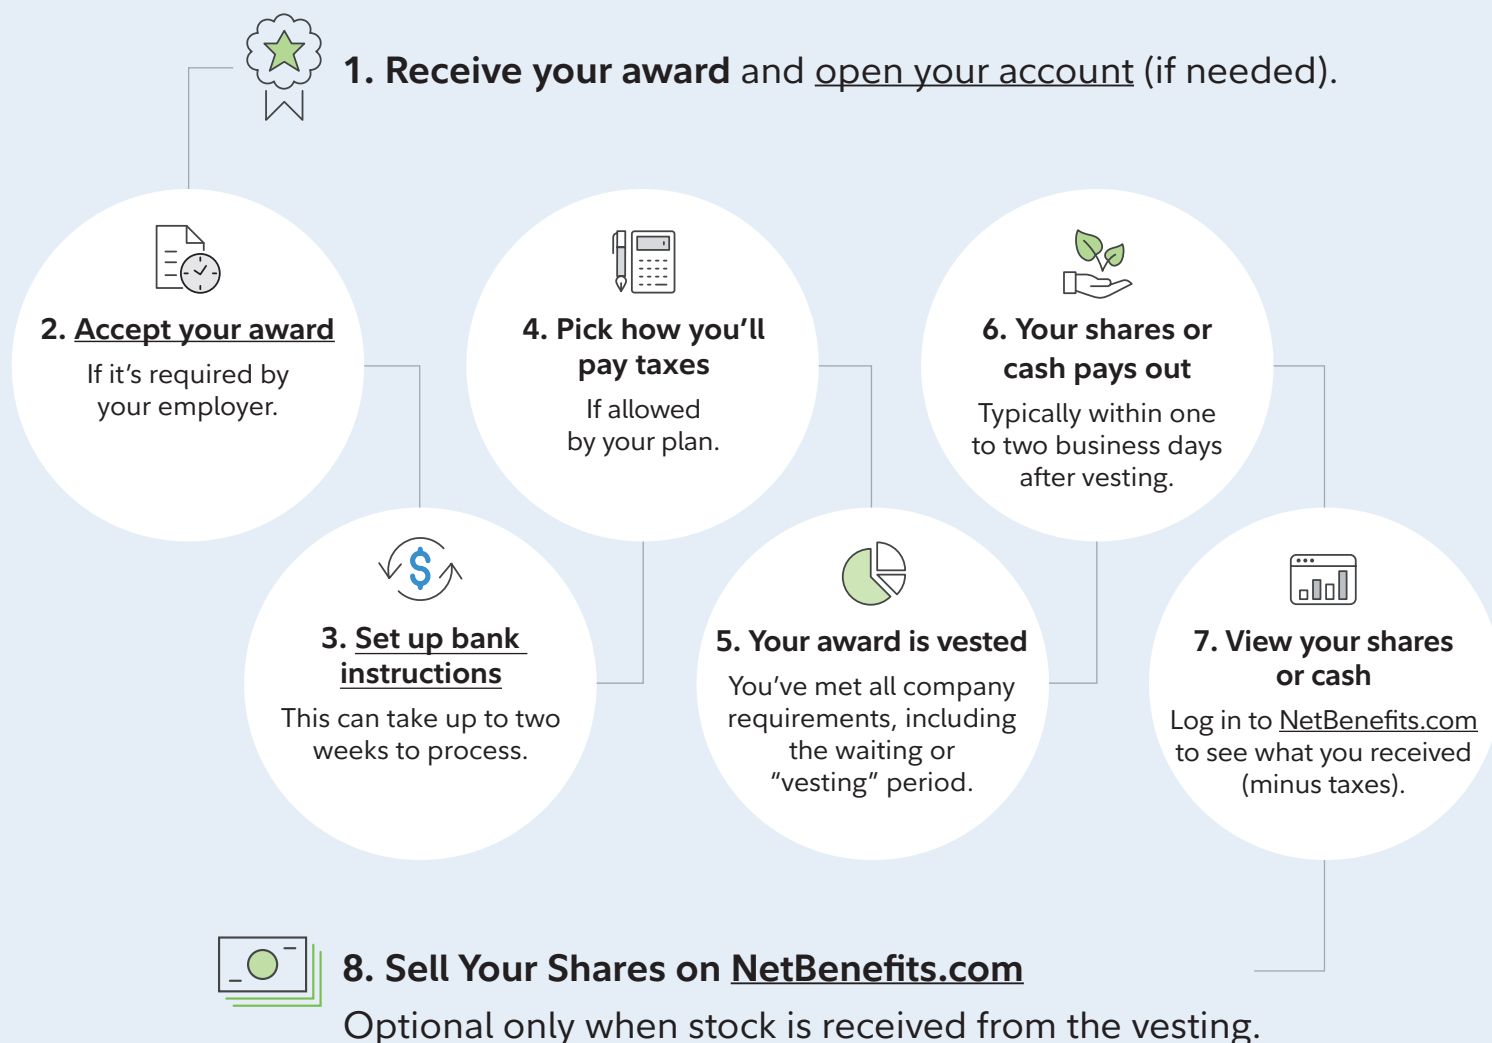 1. Receive your award and open your account (if needed).
2. Accept your award
If it's required by
your employer.
3. Set up bank
instructions
This can take up to two
weeks to process.
4. Pick how you'll
pay taxes
If allowed
by your plan.
5. Your award is vested
You've met all company
requirements, including
the waiting or
“vesting” period.
6. Your shares or
cash pays out
Typically within one
to two business days
after vesting.
7. View your shares
or cash
Log in to NetBenefits.com
to see what you received
(minus taxes).
8. Sell Your Shares on NetBenefits.com
Optional only when stock is received from the vesting.